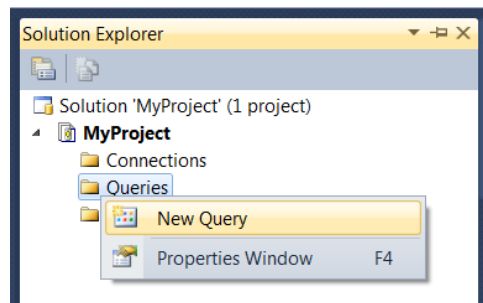 Solution Explorer
Solution 'MyProject' (1 project)
MyProject
Connections
Queries
New Query
Properties Window F4